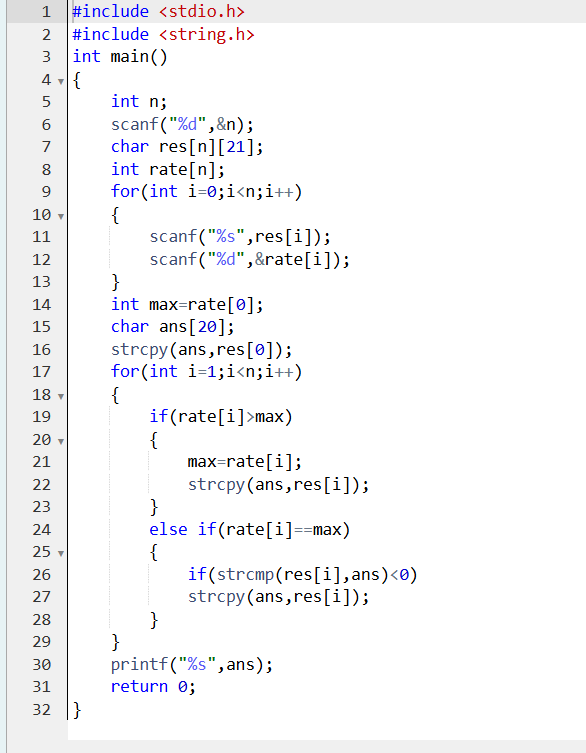 1 #include <stdio.h>
2 #include <string.h>
3 int main()
4 {
5 int n;
6 scanf("%d",&n);
7 char res[n][21];
8 int rate[n];
9 for(int i=0;i<n;i++)
10 {
11 scanf("%s",res[i]);
12 scanf("%d",&rate[i]);
13 }
14 int max=rate[0];
15 char ans[20];
16 strcpy(ans,res[0]);
17 for(int i=1;i<n;i++)
18 {
19 if(rate[i]>max)
20 {
21 max=rate[i];
22 strcpy(ans,res[i]);
23 }
24 else if(rate[i]==max)
25 {
26 if(strcmp(res[i],ans)<0)
27 strcpy(ans,res[i]);
28 }
29 }
30 printf("%s",ans);
31 return 0;
32 }